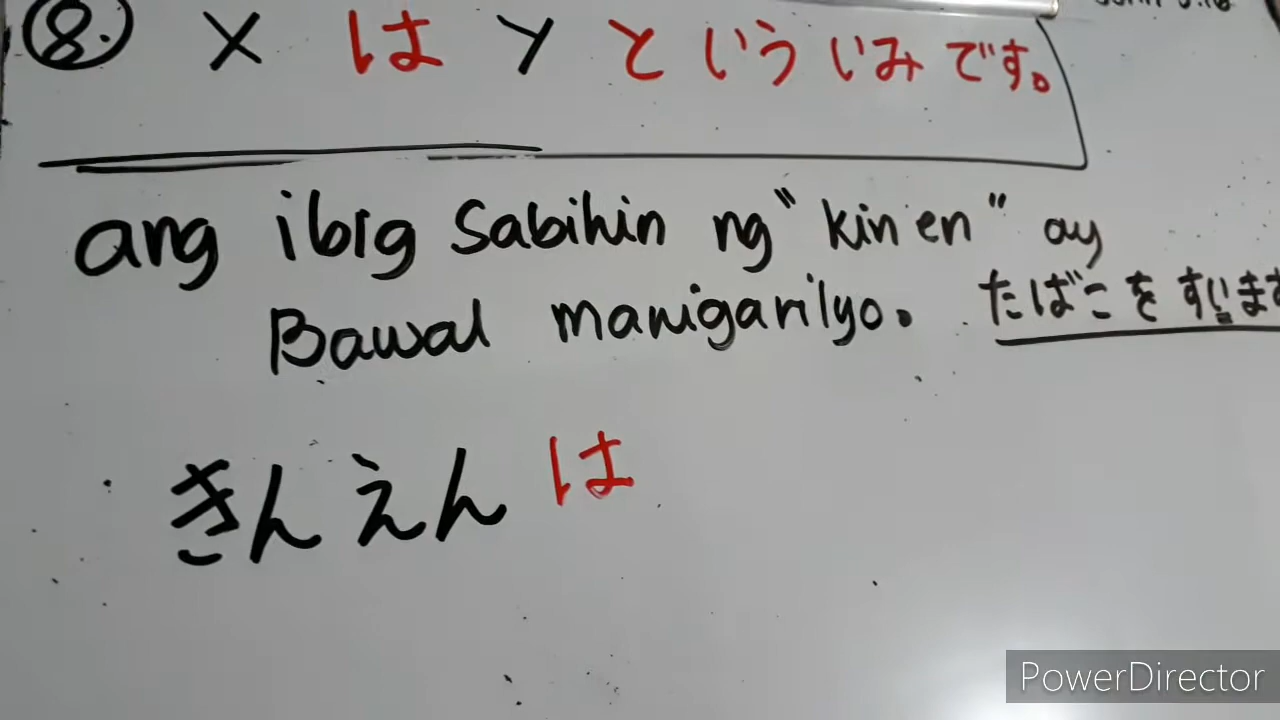 8. X は Y という いみ です。
ang ibig sabihin ng "kin'en" ay
Bawal manigarilyo. たばこを すいます
きんえん は
PowerDirector